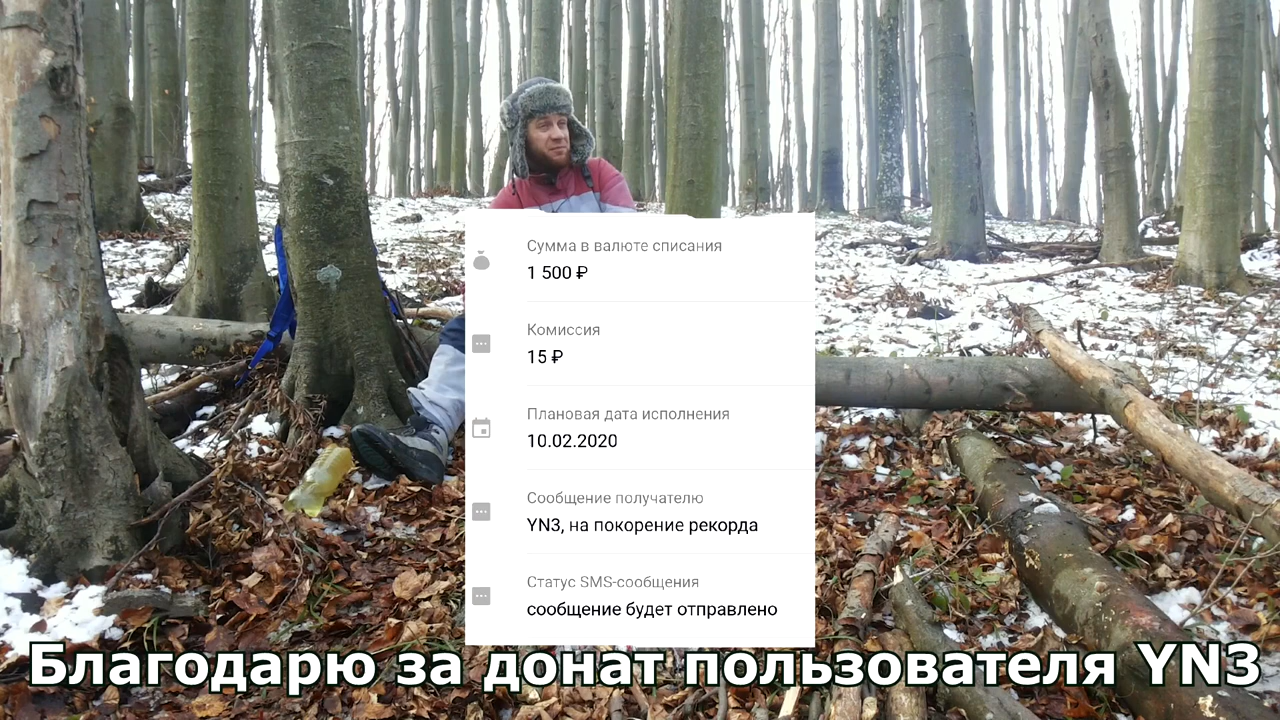 Сумма в валюте списания
1 500 ₽
Комиссия
15 ₽
Плановая дата исполнения
10.02.2020
Сообщение получателю
YN3, на покорение рекорда
Статус SMS-сообщения
сообщение будет отправлено
Благодарю за донат пользователя YN3